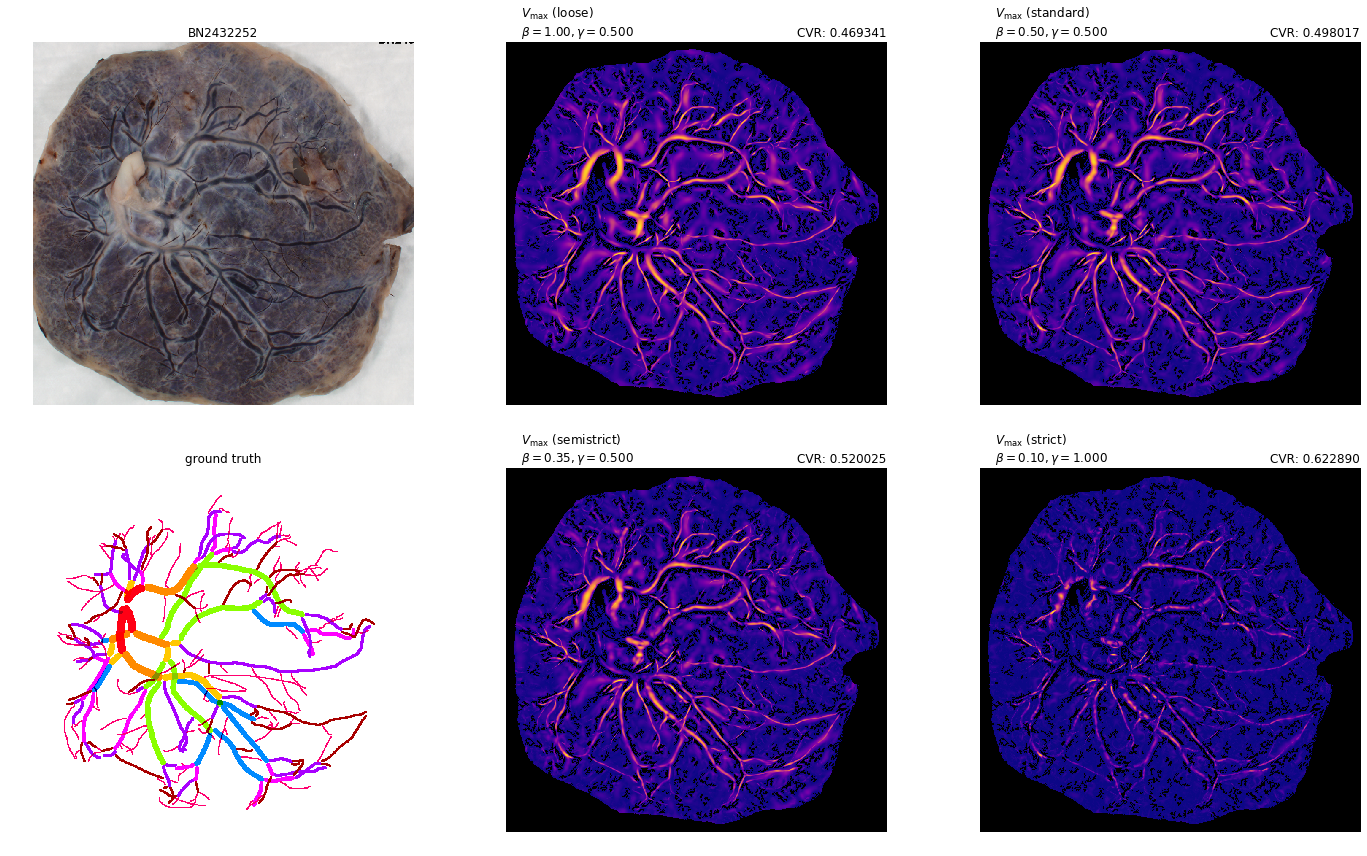 BN2432252
V_max (loose)
β = 1.00, γ = 0.500 CVR: 0.469341
V_max (standard)
β = 0.50, γ = 0.500 CVR: 0.498017
ground truth
V_max (semistrict)
β = 0.35, γ = 0.500 CVR: 0.520025
V_max (strict)
β = 0.10, γ = 1.000 CVR: 0.622890